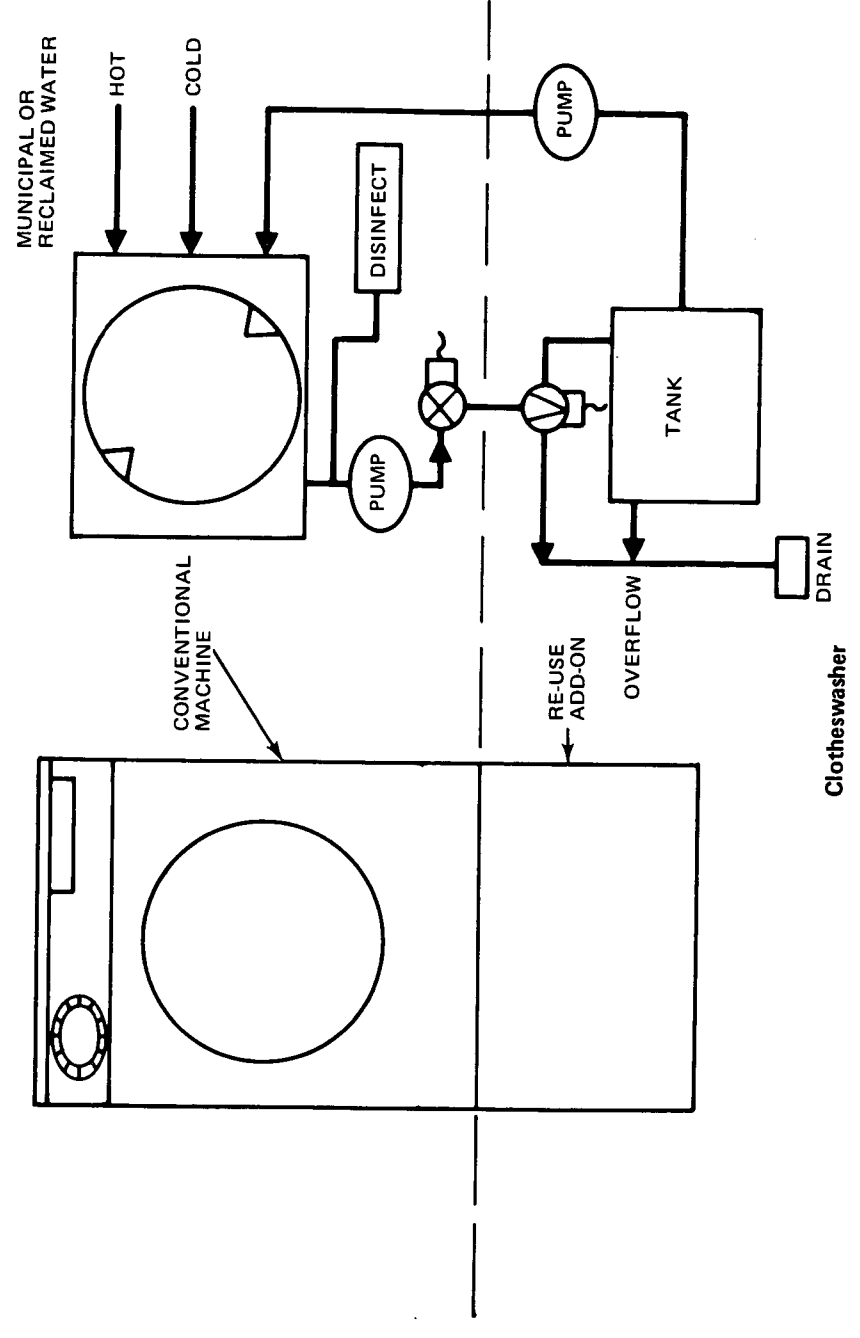 MUNICIPAL OR
RECLAIMED WATER
HOT
COLD
DISINFECT
PUMP
PUMP
TANK
CONVENTIONAL
MACHINE
RE-USE
ADD-ON
OVERFLOW
DRAIN
Clotheswasher